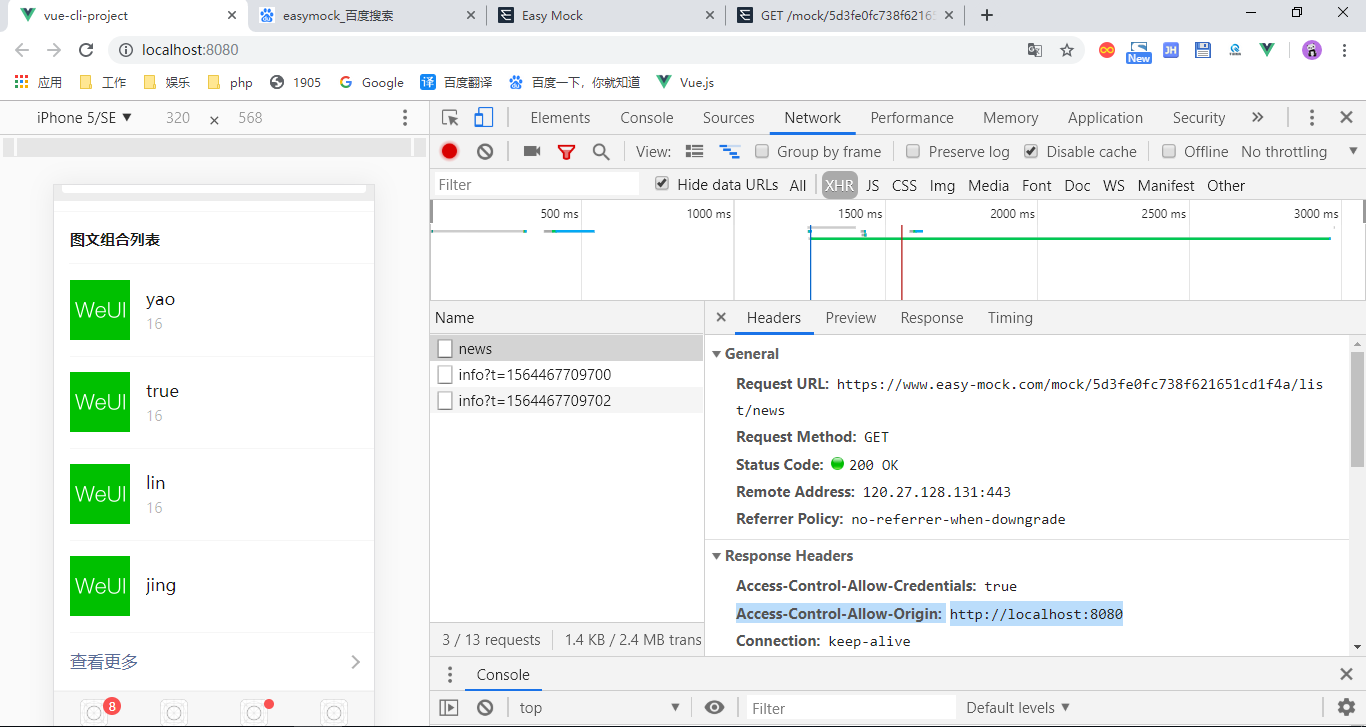 vue-cli-project
easymock_百度搜索
Easy Mock
GET /mock/5d3fe0fc738f62165
localhost:8080
New
JH
应用
工作
娱乐
php
1905
Google
译 百度翻译
百度一下，你就知道
Vue.js
iPhone 5/SE ▼ 320 × 568
Elements Console Sources Network Performance Memory Application Security »
View: Group by frame Preserve log Disable cache Offline No throttling ▼
Filter Hide data URLs All XHR JS CSS Img Media Font Doc WS Manifest Other
500 ms 1000 ms 1500 ms 2000 ms 2500 ms 3000 ms
图文组合列表
WeUI
yao
16
WeUI
true
16
WeUI
lin
16
WeUI
jing
查看更多
8
Name
news
info?t=1564467709700
info?t=1564467709702
3 / 13 requests 1.4 KB / 2.4 MB trans
Headers Preview Response Timing
General
Request URL: https://www.easy-mock.com/mock/5d3fe0fc738f621651cd1f4a/lis
t/news
Request Method: GET
Status Code: 200 OK
Remote Address: 120.27.128.131:443
Referrer Policy: no-referrer-when-downgrade
Response Headers
Access-Control-Allow-Credentials: true
Access-Control-Allow-Origin: http://localhost:8080
Connection: keep-alive
Console
top ▼ Filter Default levels ▼